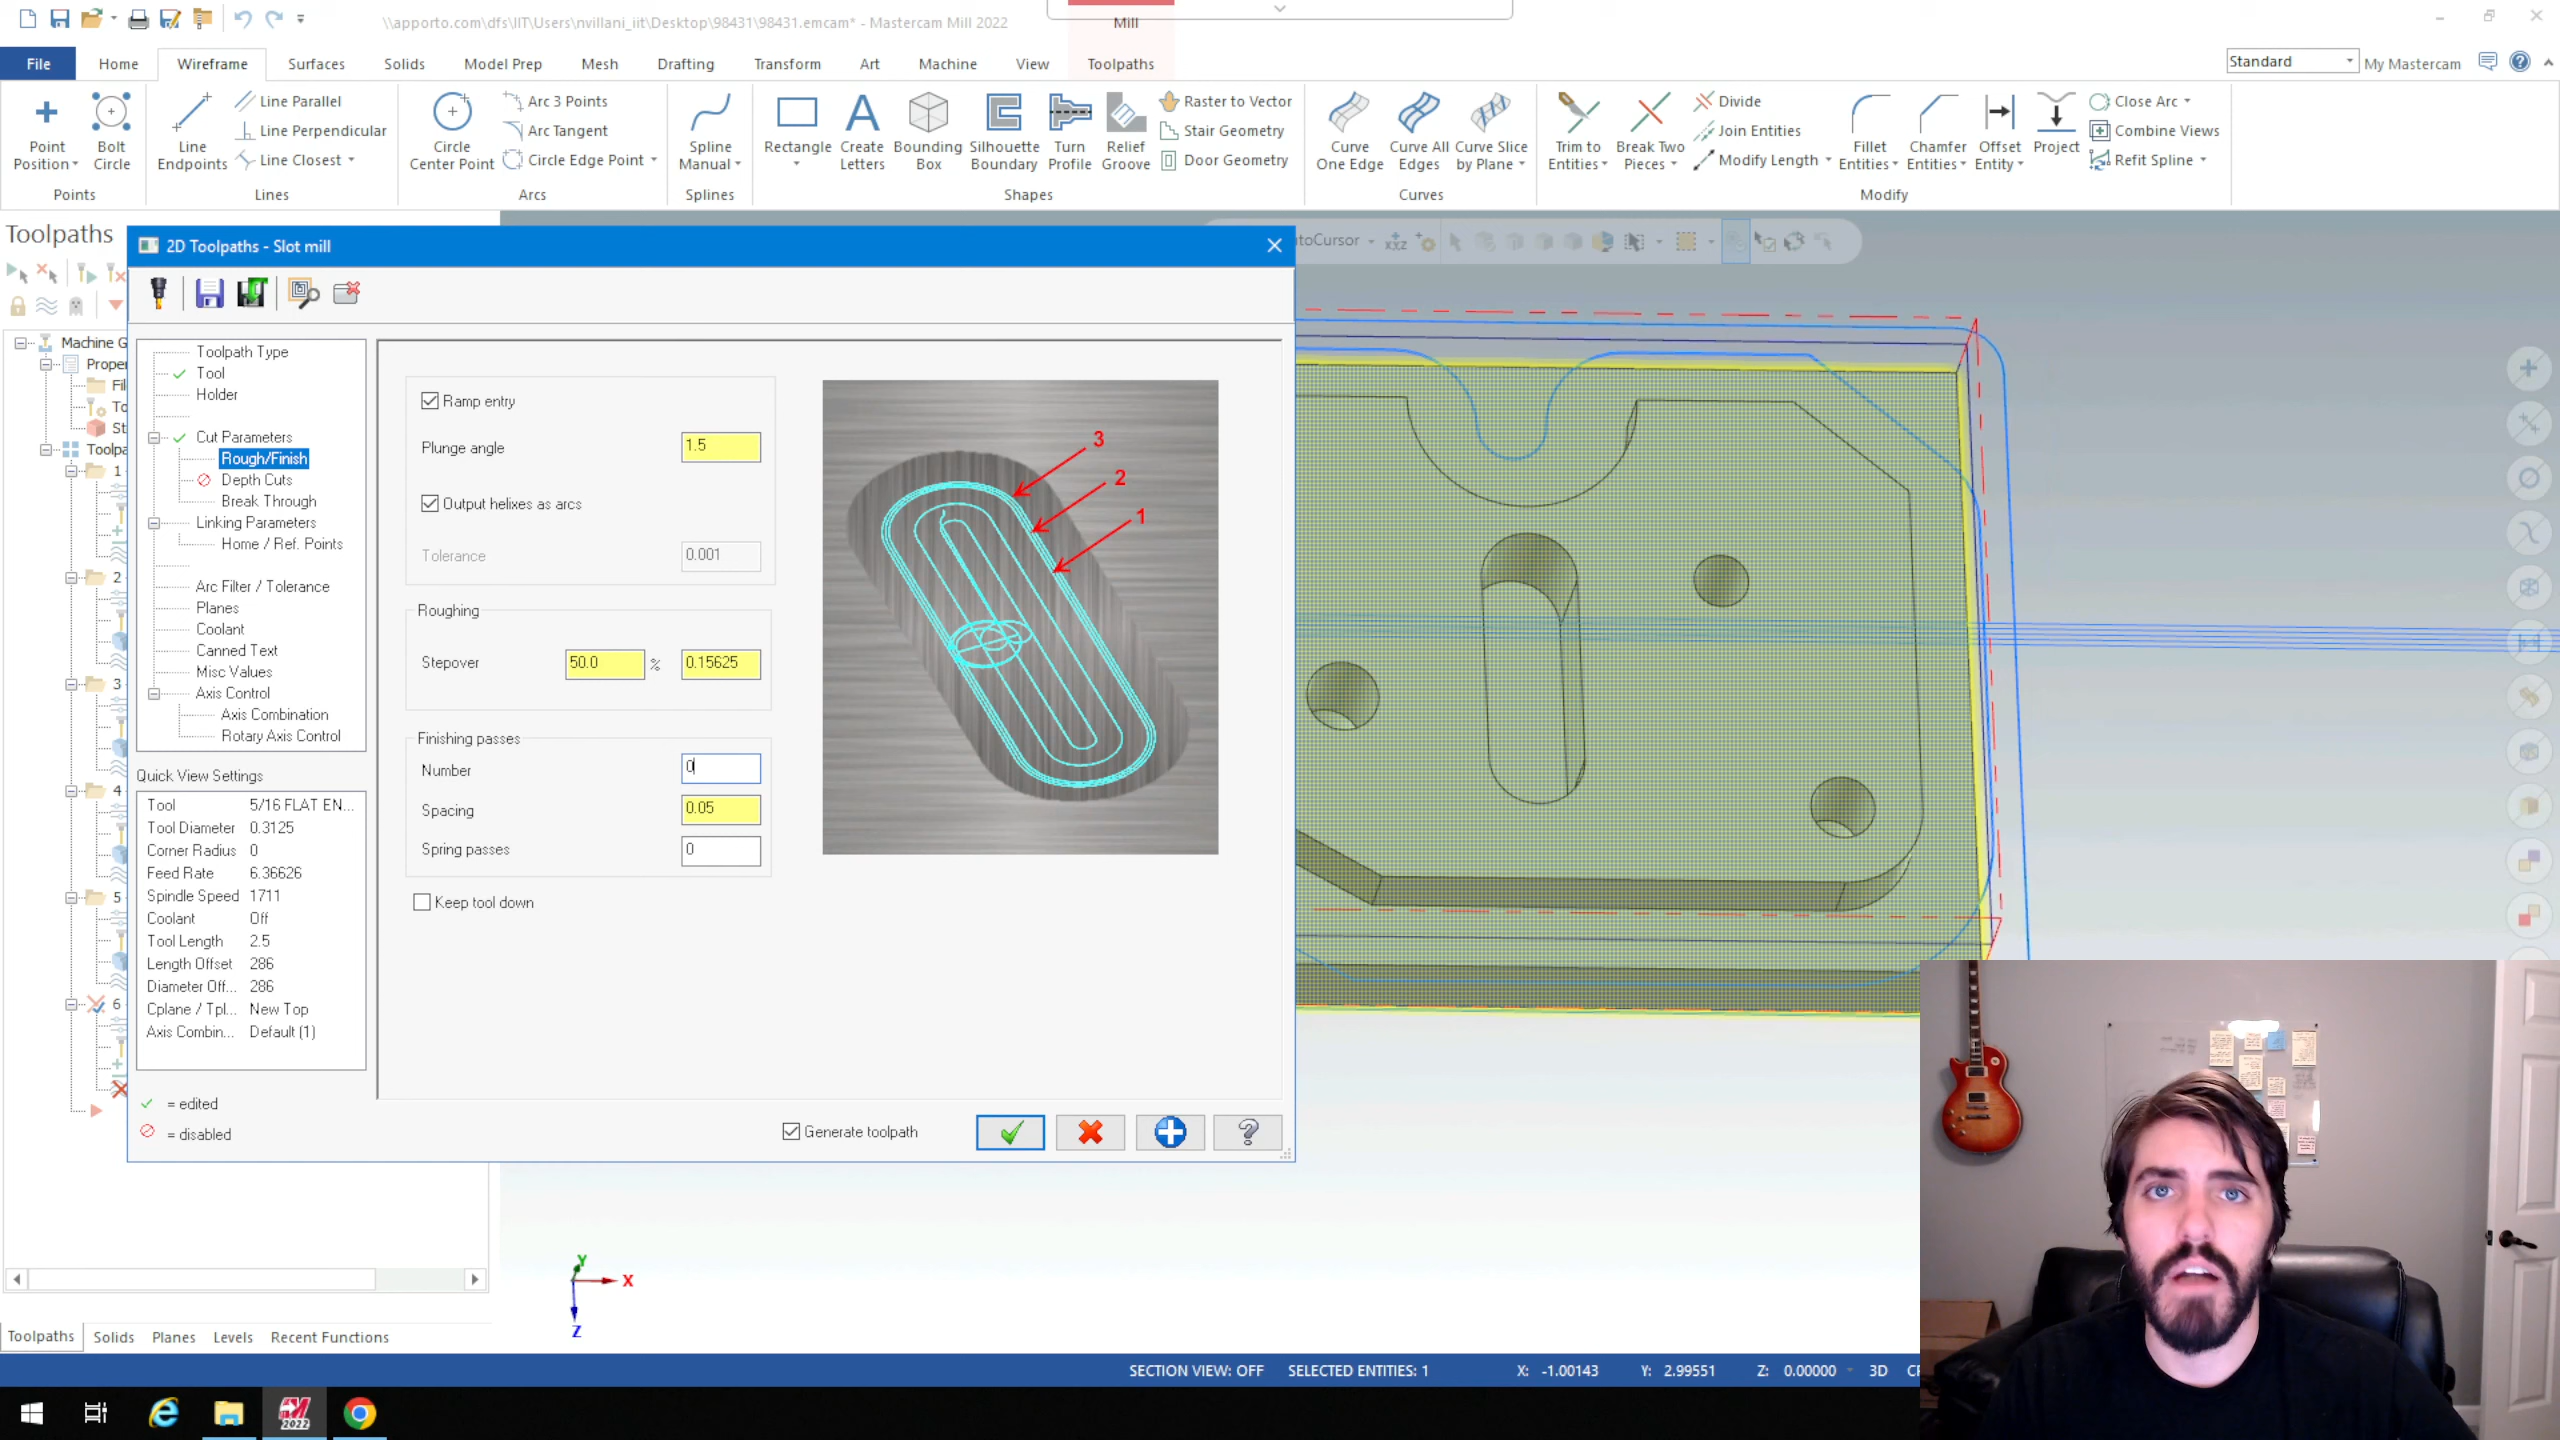 \\apporto.com\dfs\IIT\Users\nvillani_iit\Desktop\98431\98431.emcam* - Mastercam Mill 2022
Mill
File Home Wireframe Surfaces Solids Model Prep Mesh Drafting Transform Art Machine View Toolpaths
Standard My Mastercam
Point Position
Bolt Circle
Points
Line Endpoints
Line Parallel
Line Perpendicular
Line Closest
Lines
Circle Center Point
Arc 3 Points
Arc Tangent
Circle Edge Point
Arcs
Spline Manual
Splines
Rectangle
Create Letters
Bounding Box
Silhouette Boundary
Turn Profile
Relief Groove
Raster to Vector
Stair Geometry
Door Geometry
Shapes
Curve One Edge
Curve All Edges
Curve Slice by Plane
Curves
Trim to Entities
Break Two Pieces
Divide
Join Entities
Modify Length
Fillet Entities
Chamfer Entities
Offset Entity
Project
Close Arc
Combine Views
Refit Spline
Modify
Toolpaths
Machine G
Prope
Fil
To
St
Toolpa
1
2
3
4
5
6
2D Toolpaths - Slot mill
Toolpath Type
Tool
Holder
Cut Parameters
Rough/Finish
Depth Cuts
Break Through
Linking Parameters
Home / Ref. Points
Arc Filter / Tolerance
Planes
Coolant
Canned Text
Misc Values
Axis Control
Axis Combination
Rotary Axis Control
Quick View Settings
Tool 5/16 FLAT EN...
Tool Diameter 0.3125
Corner Radius 0
Feed Rate 6.36626
Spindle Speed 1711
Coolant Off
Tool Length 2.5
Length Offset 286
Diameter Off... 286
Cplane / Tpl... New Top
Axis Combin... Default (1)
= edited
= disabled
Ramp entry
Plunge angle 1.5
Output helixes as arcs
Tolerance 0.001
Roughing
Stepover 50.0 % 0.15625
Finishing passes
Number 0
Spacing 0.05
Spring passes 0
Keep tool down
3
2
1
Generate toolpath
toCursor
Y
X
Z
Toolpaths Solids Planes Levels Recent Functions
SECTION VIEW: OFF SELECTED ENTITIES: 1 X: -1.00143 Y: 2.99551 Z: 0.00000 3D
2022